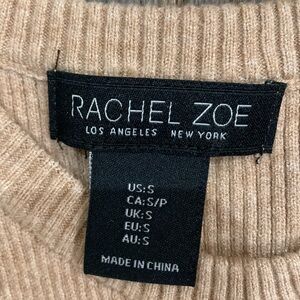 RACHEL ZOE
LOS ANGELES NEW YORK
US:S
CA:S/P
UK:S
EU:S
AU:S
MADE IN CHINA